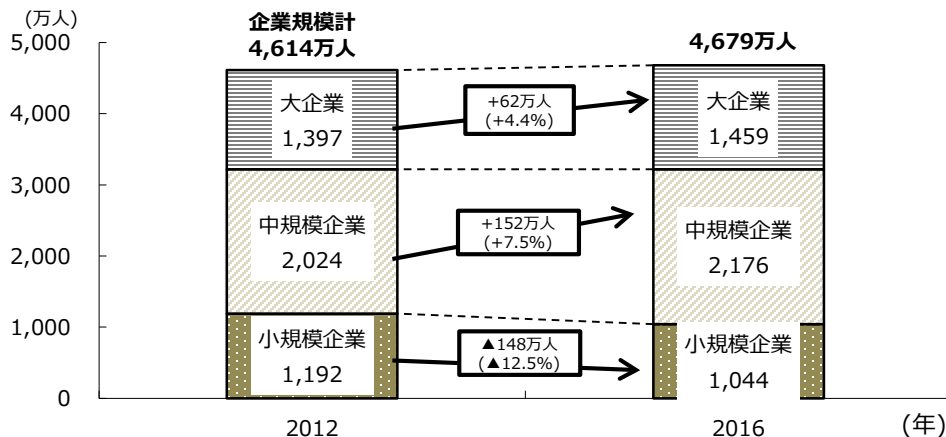 (万人)
企業規模計
4,614万人
4,679万人
5,000
4,000
3,000
2,000
1,000
0
大企業
1,397
+62万人
(+4.4%)
大企業
1,459
中規模企業
2,024
+152万人
(+7.5%)
中規模企業
2,176
小規模企業
1,192
▲148万人
(▲12.5%)
小規模企業
1,044
2012
2016
(年)